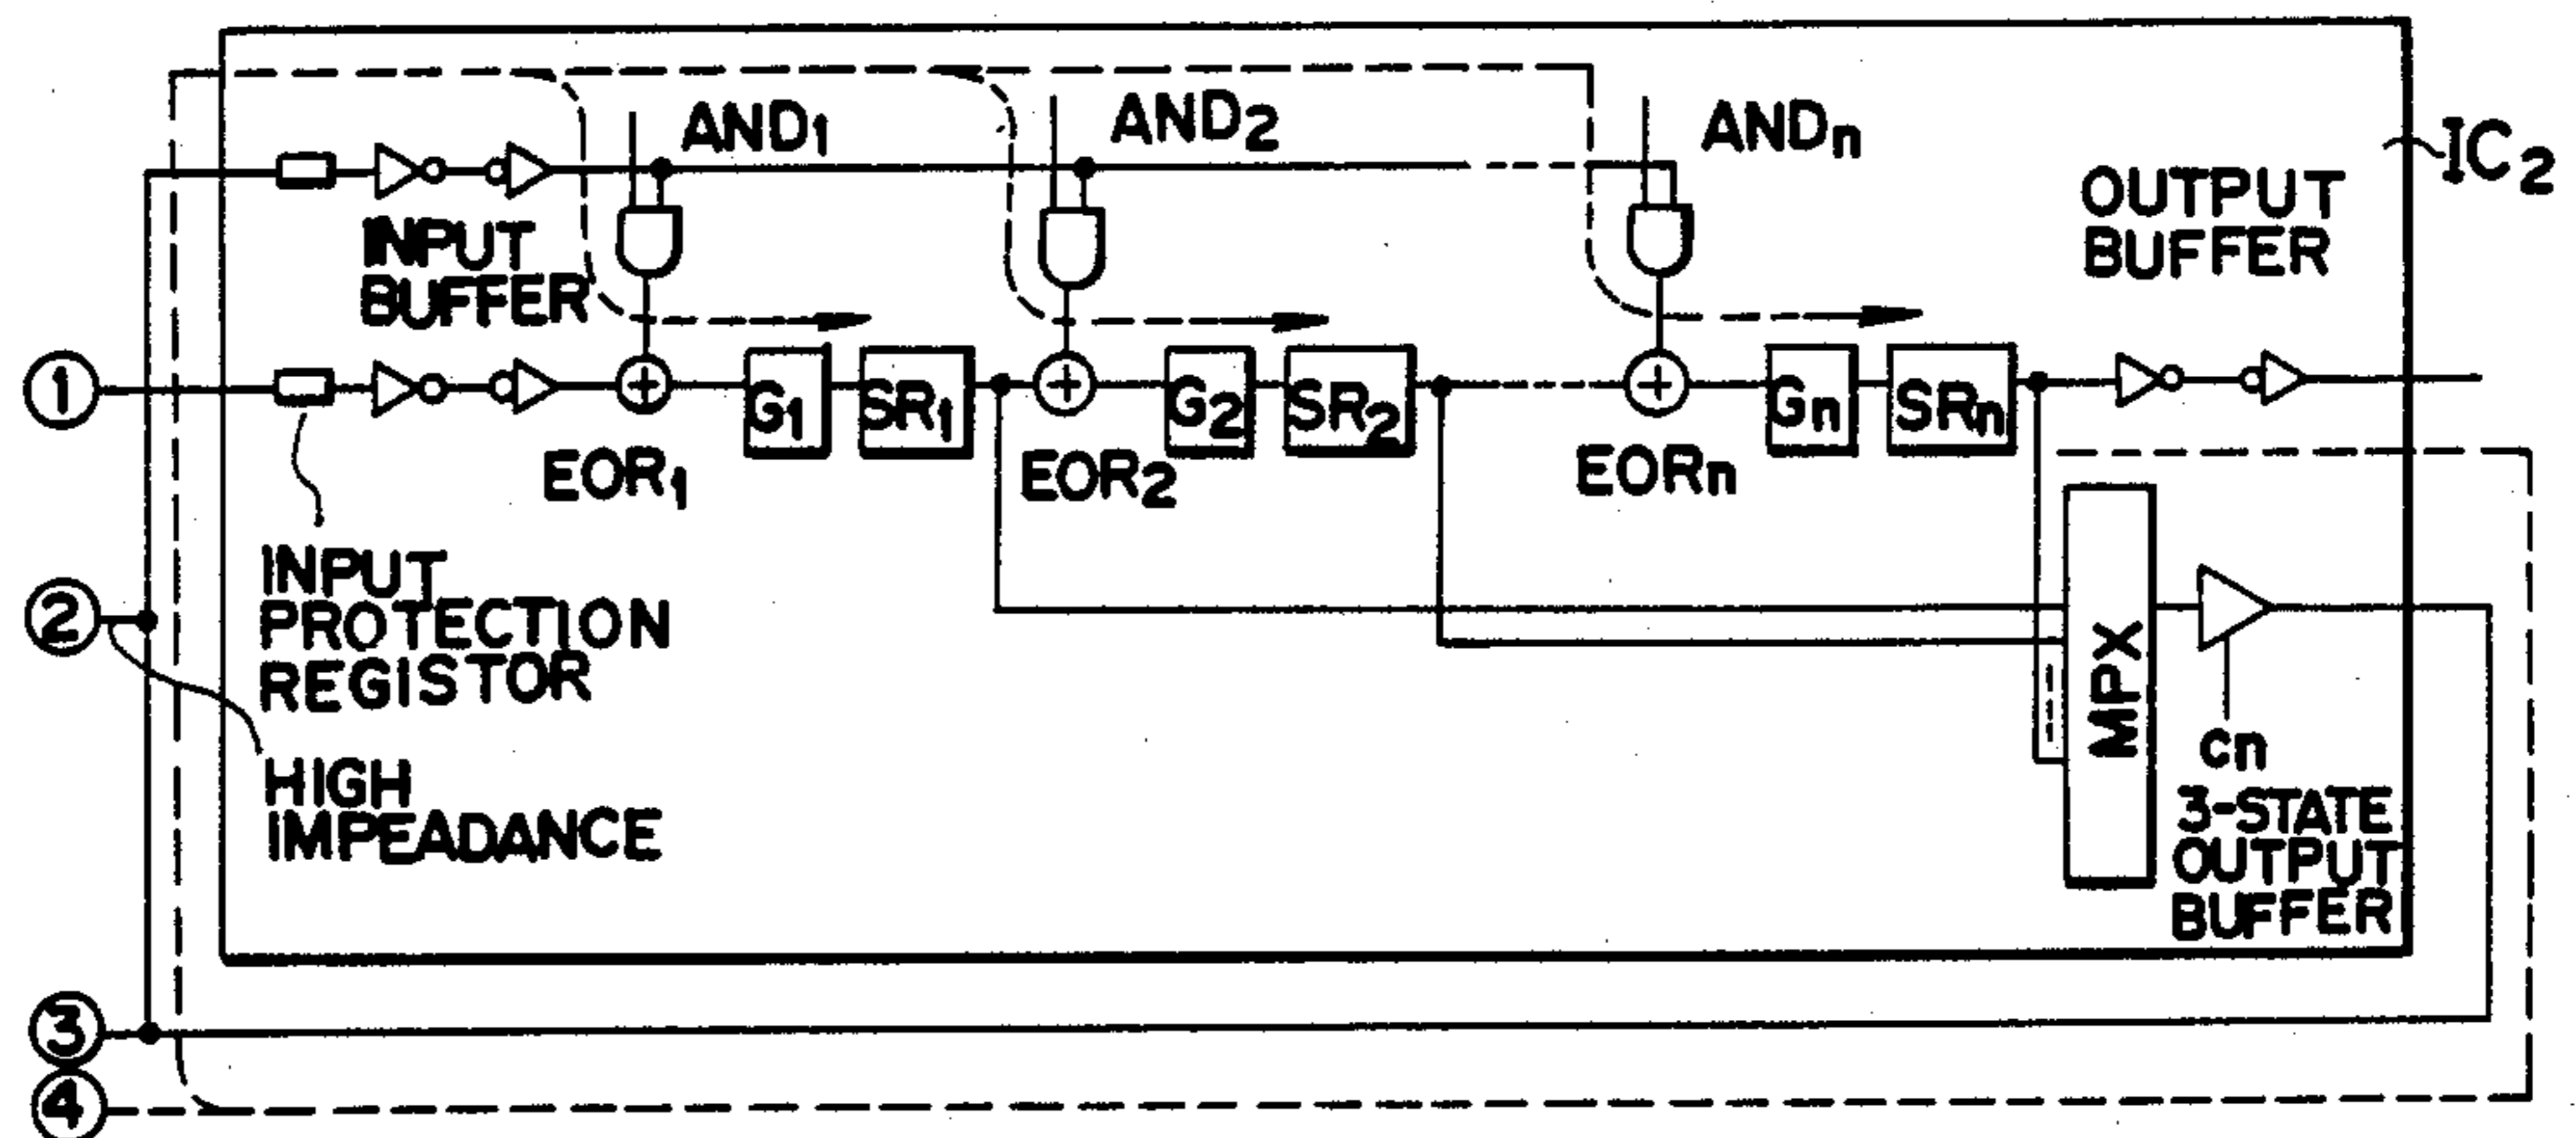 AND1
AND2
ANDn
IC2
INPUT
BUFFER
OUTPUT
BUFFER
1
G1
SR1
G2
SR2
Gn
SRn
EOR1
EOR2
EORn
INPUT
PROTECTION
REGISTOR
2
HIGH
IMPEADANCE
MPX
cn
3-STATE
OUTPUT
BUFFER
3
4